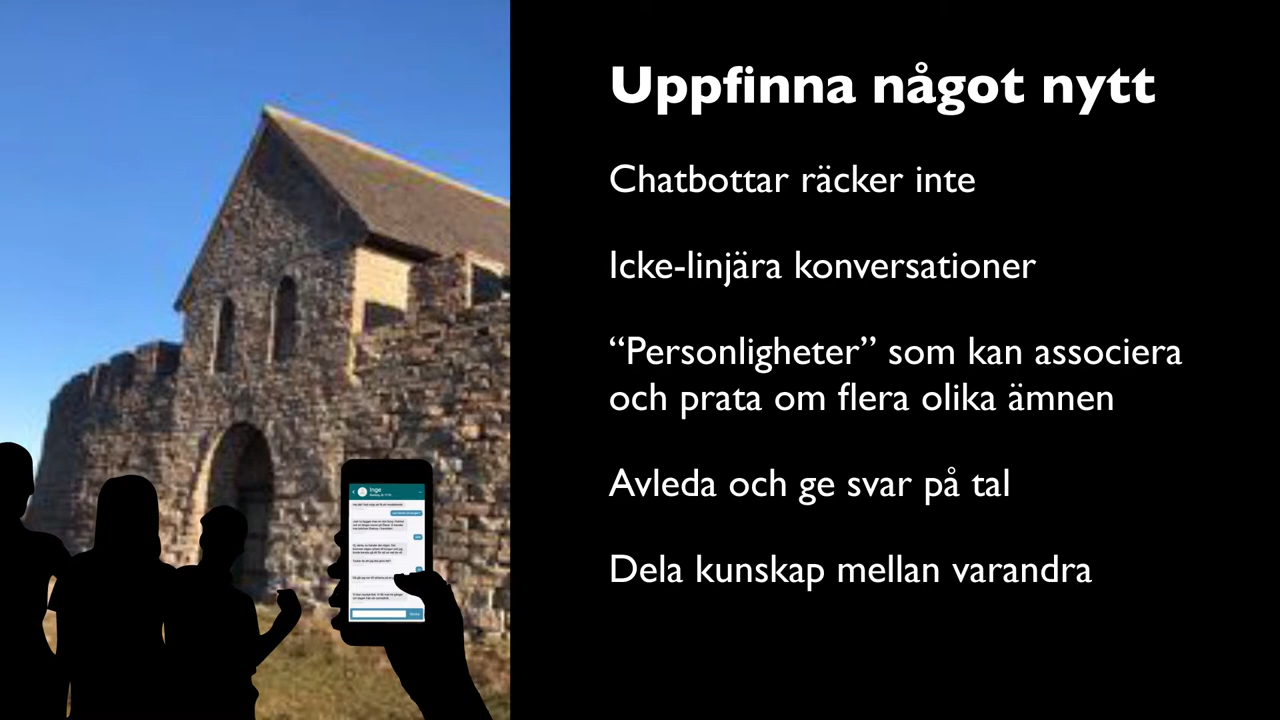 Uppfinna något nytt
Chatbottar räcker inte
Icke-linjära konversationer
“Personligheter” som kan associera
och prata om flera olika ämnen
Avleda och ge svar på tal
Dela kunskap mellan varandra
Inge